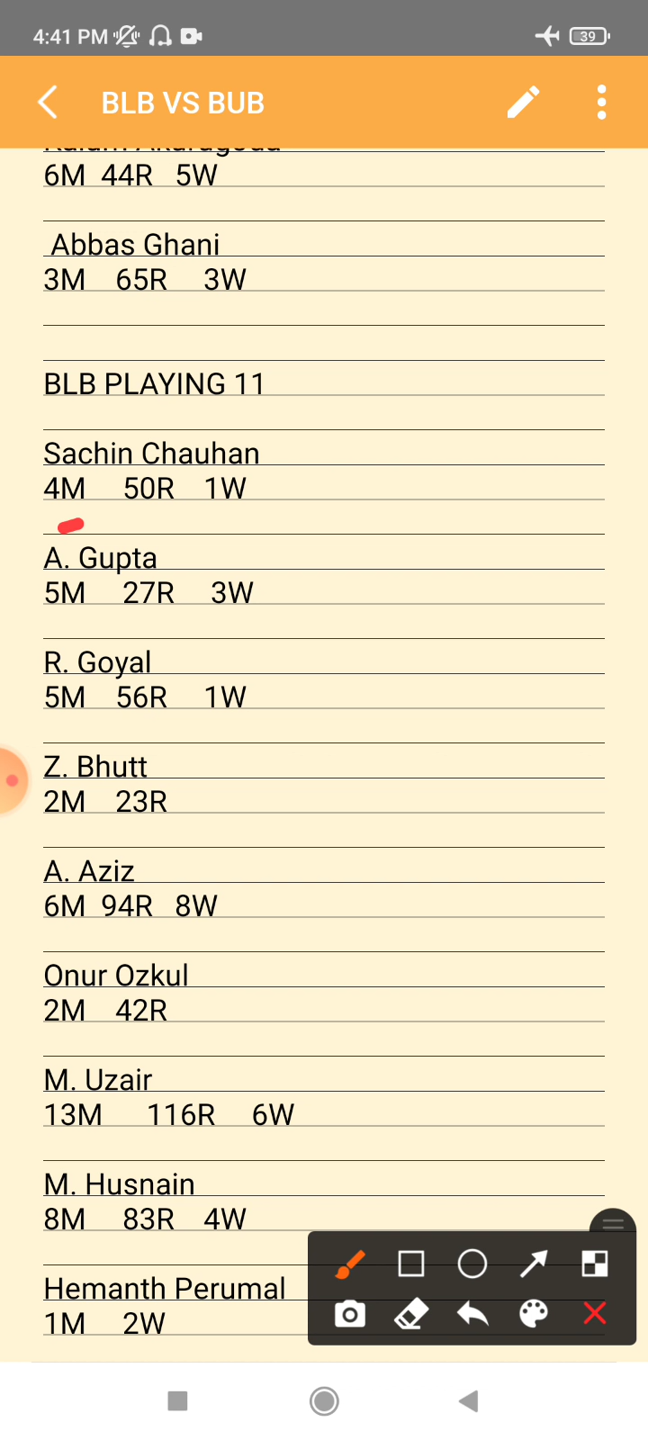 4:41 PM
39
BLB VS BUB
6M 44R 5W
Abbas Ghani
3M 65R 3W
BLB PLAYING 11
Sachin Chauhan
4M 50R 1W
A. Gupta
5M 27R 3W
R. Goyal
5M 56R 1W
Z. Bhutt
2M 23R
A. Aziz
6M 94R 8W
Onur Ozkul
2M 42R
M. Uzair
13M 116R 6W
M. Husnain
8M 83R 4W
Hemanth Perumal
1M 2W